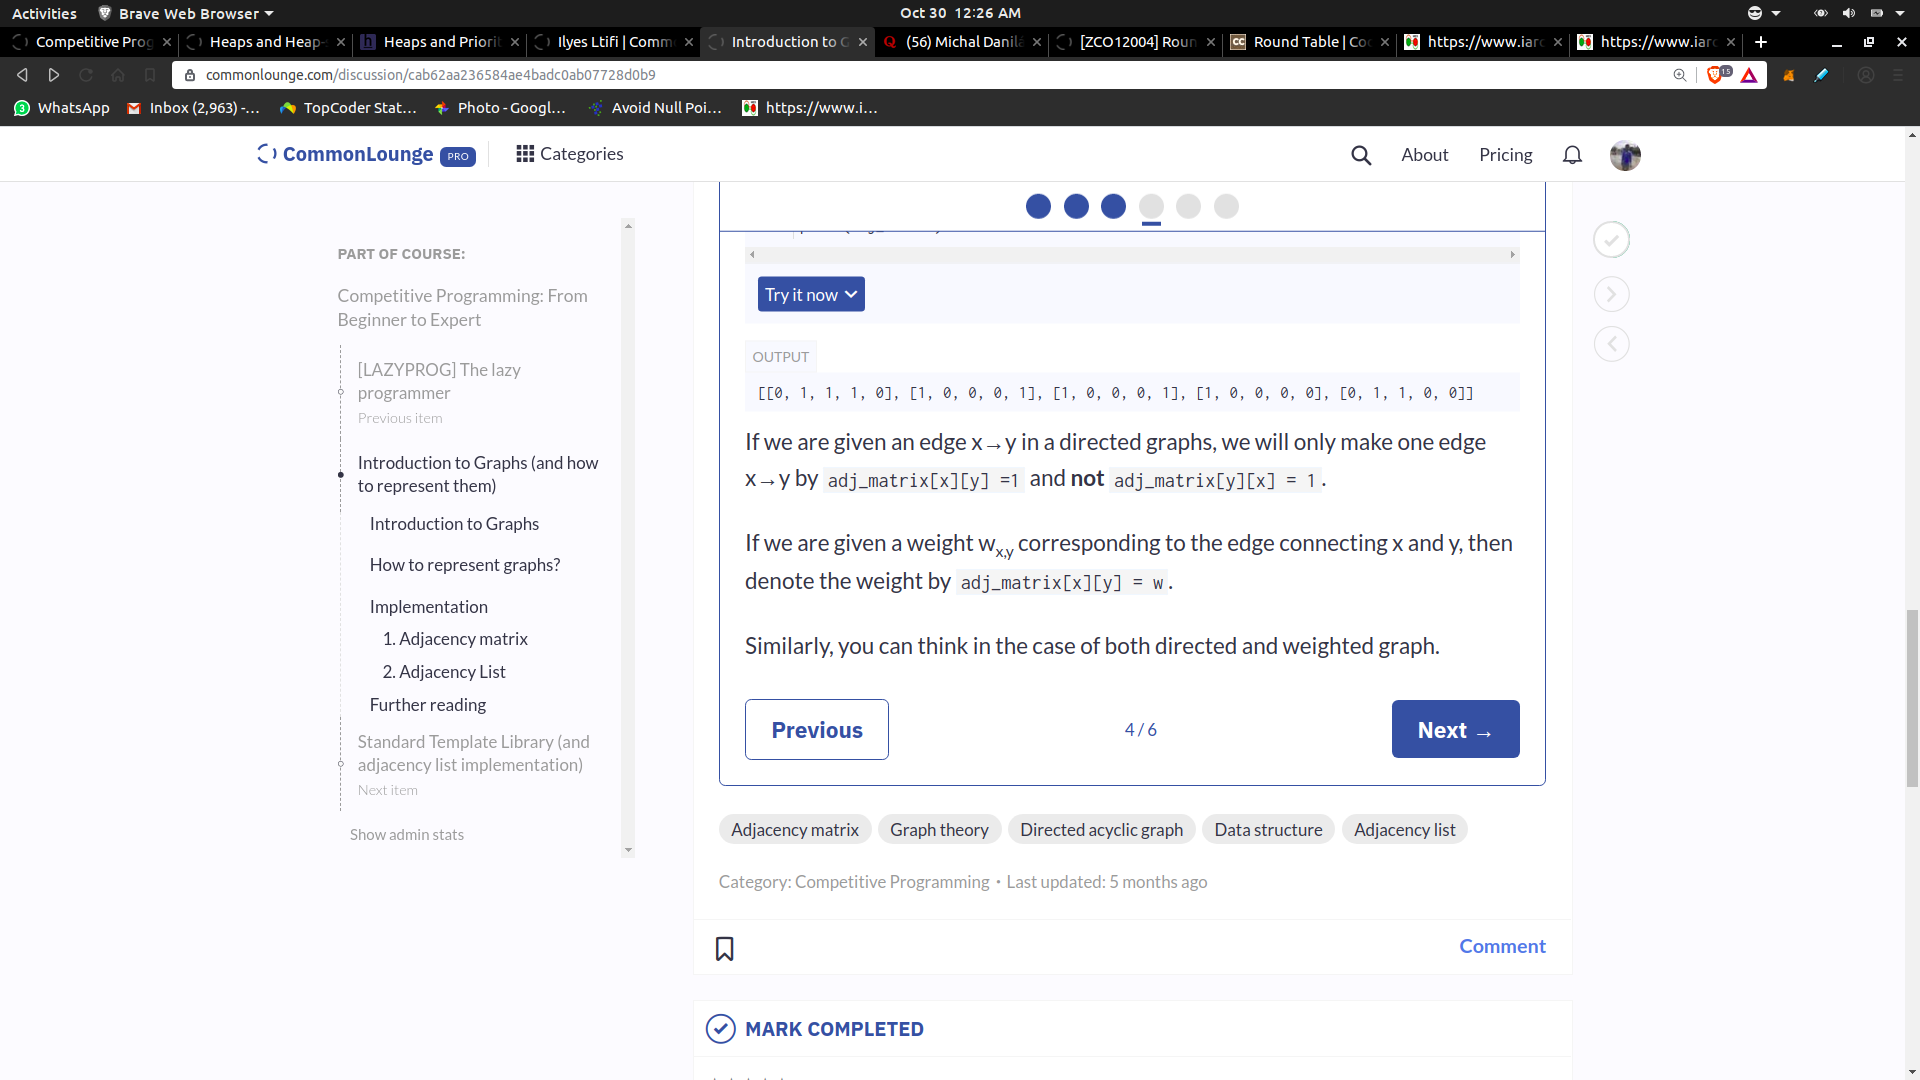 Activities Brave Web Browser Oct 30 12:26 AM
Competitive Prog Heaps and Heap- Heaps and Priori Ilyes Ltifi | Comm Introduction to G (56) Michal Danila [ZCO12004] Roun Round Table | Co https://www.iarc https://www.iarc
commonlounge.com/discussion/cab62aa236584ae4badc0ab07728d0b9 15
WhatsApp Inbox (2,963) -... TopCoder Stat... Photo - Googl... Avoid Null Poi... https://www.i...
CommonLounge PRO Categories About Pricing
PART OF COURSE:
Competitive Programming: From
Beginner to Expert
[LAZYPROG] The lazy
programmer
Previous item
Introduction to Graphs (and how
to represent them)
Introduction to Graphs
How to represent graphs?
Implementation
1. Adjacency matrix
2. Adjacency List
Further reading
Standard Template Library (and
adjacency list implementation)
Next item
Show admin stats
Try it now
OUTPUT
[[0, 1, 1, 1, 0], [1, 0, 0, 0, 1], [1, 0, 0, 0, 1], [1, 0, 0, 0, 0], [0, 1, 1, 0, 0]]
If we are given an edge x→y in a directed graphs, we will only make one edge
x→y by adj_matrix[x][y] =1 and not adj_matrix[y][x] = 1 .
If we are given a weight wx,y corresponding to the edge connecting x and y, then
denote the weight by adj_matrix[x][y] = w .
Similarly, you can think in the case of both directed and weighted graph.
Previous 4 / 6 Next →
Adjacency matrix Graph theory Directed acyclic graph Data structure Adjacency list
Category: Competitive Programming • Last updated: 5 months ago
Comment
MARK COMPLETED